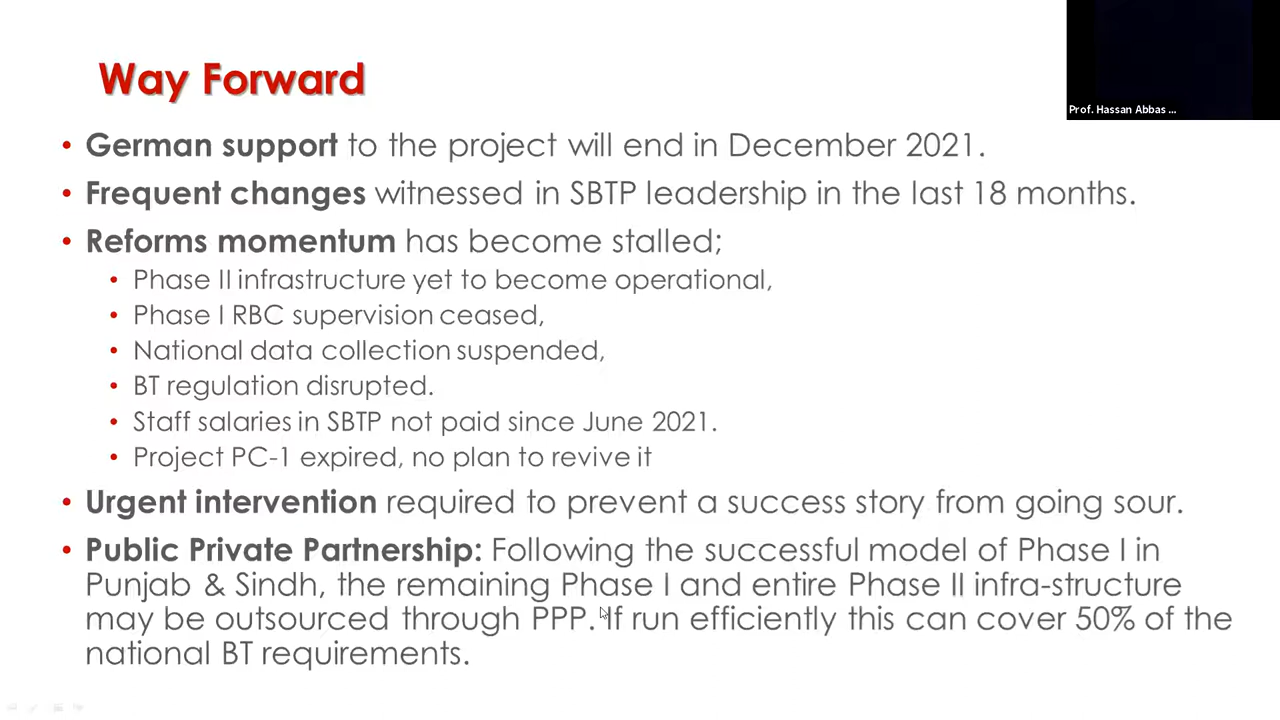 Way Forward
Prof. Hassan Abbas ...
• German support to the project will end in December 2021.
• Frequent changes witnessed in SBTP leadership in the last 18 months.
• Reforms momentum has become stalled;
• Phase II infrastructure yet to become operational,
• Phase I RBC supervision ceased,
• National data collection suspended,
• BT regulation disrupted.
• Staff salaries in SBTP not paid since June 2021.
• Project PC-1 expired, no plan to revive it
• Urgent intervention required to prevent a success story from going sour.
• Public Private Partnership: Following the successful model of Phase I in
Punjab & Sindh, the remaining Phase I and entire Phase II infra-structure
may be outsourced through PPP. If run efficiently this can cover 50% of the
national BT requirements.